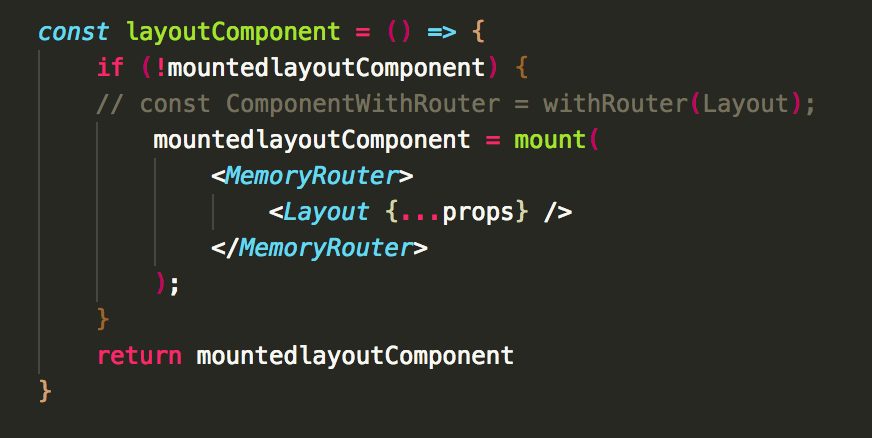 const layoutComponent = () => {
    if (!mountedlayoutComponent) {
    // const ComponentWithRouter = withRouter(Layout);
        mountedlayoutComponent = mount(
            <MemoryRouter>
                <Layout {...props} />
            </MemoryRouter>
        );
    }
    return mountedlayoutComponent
}